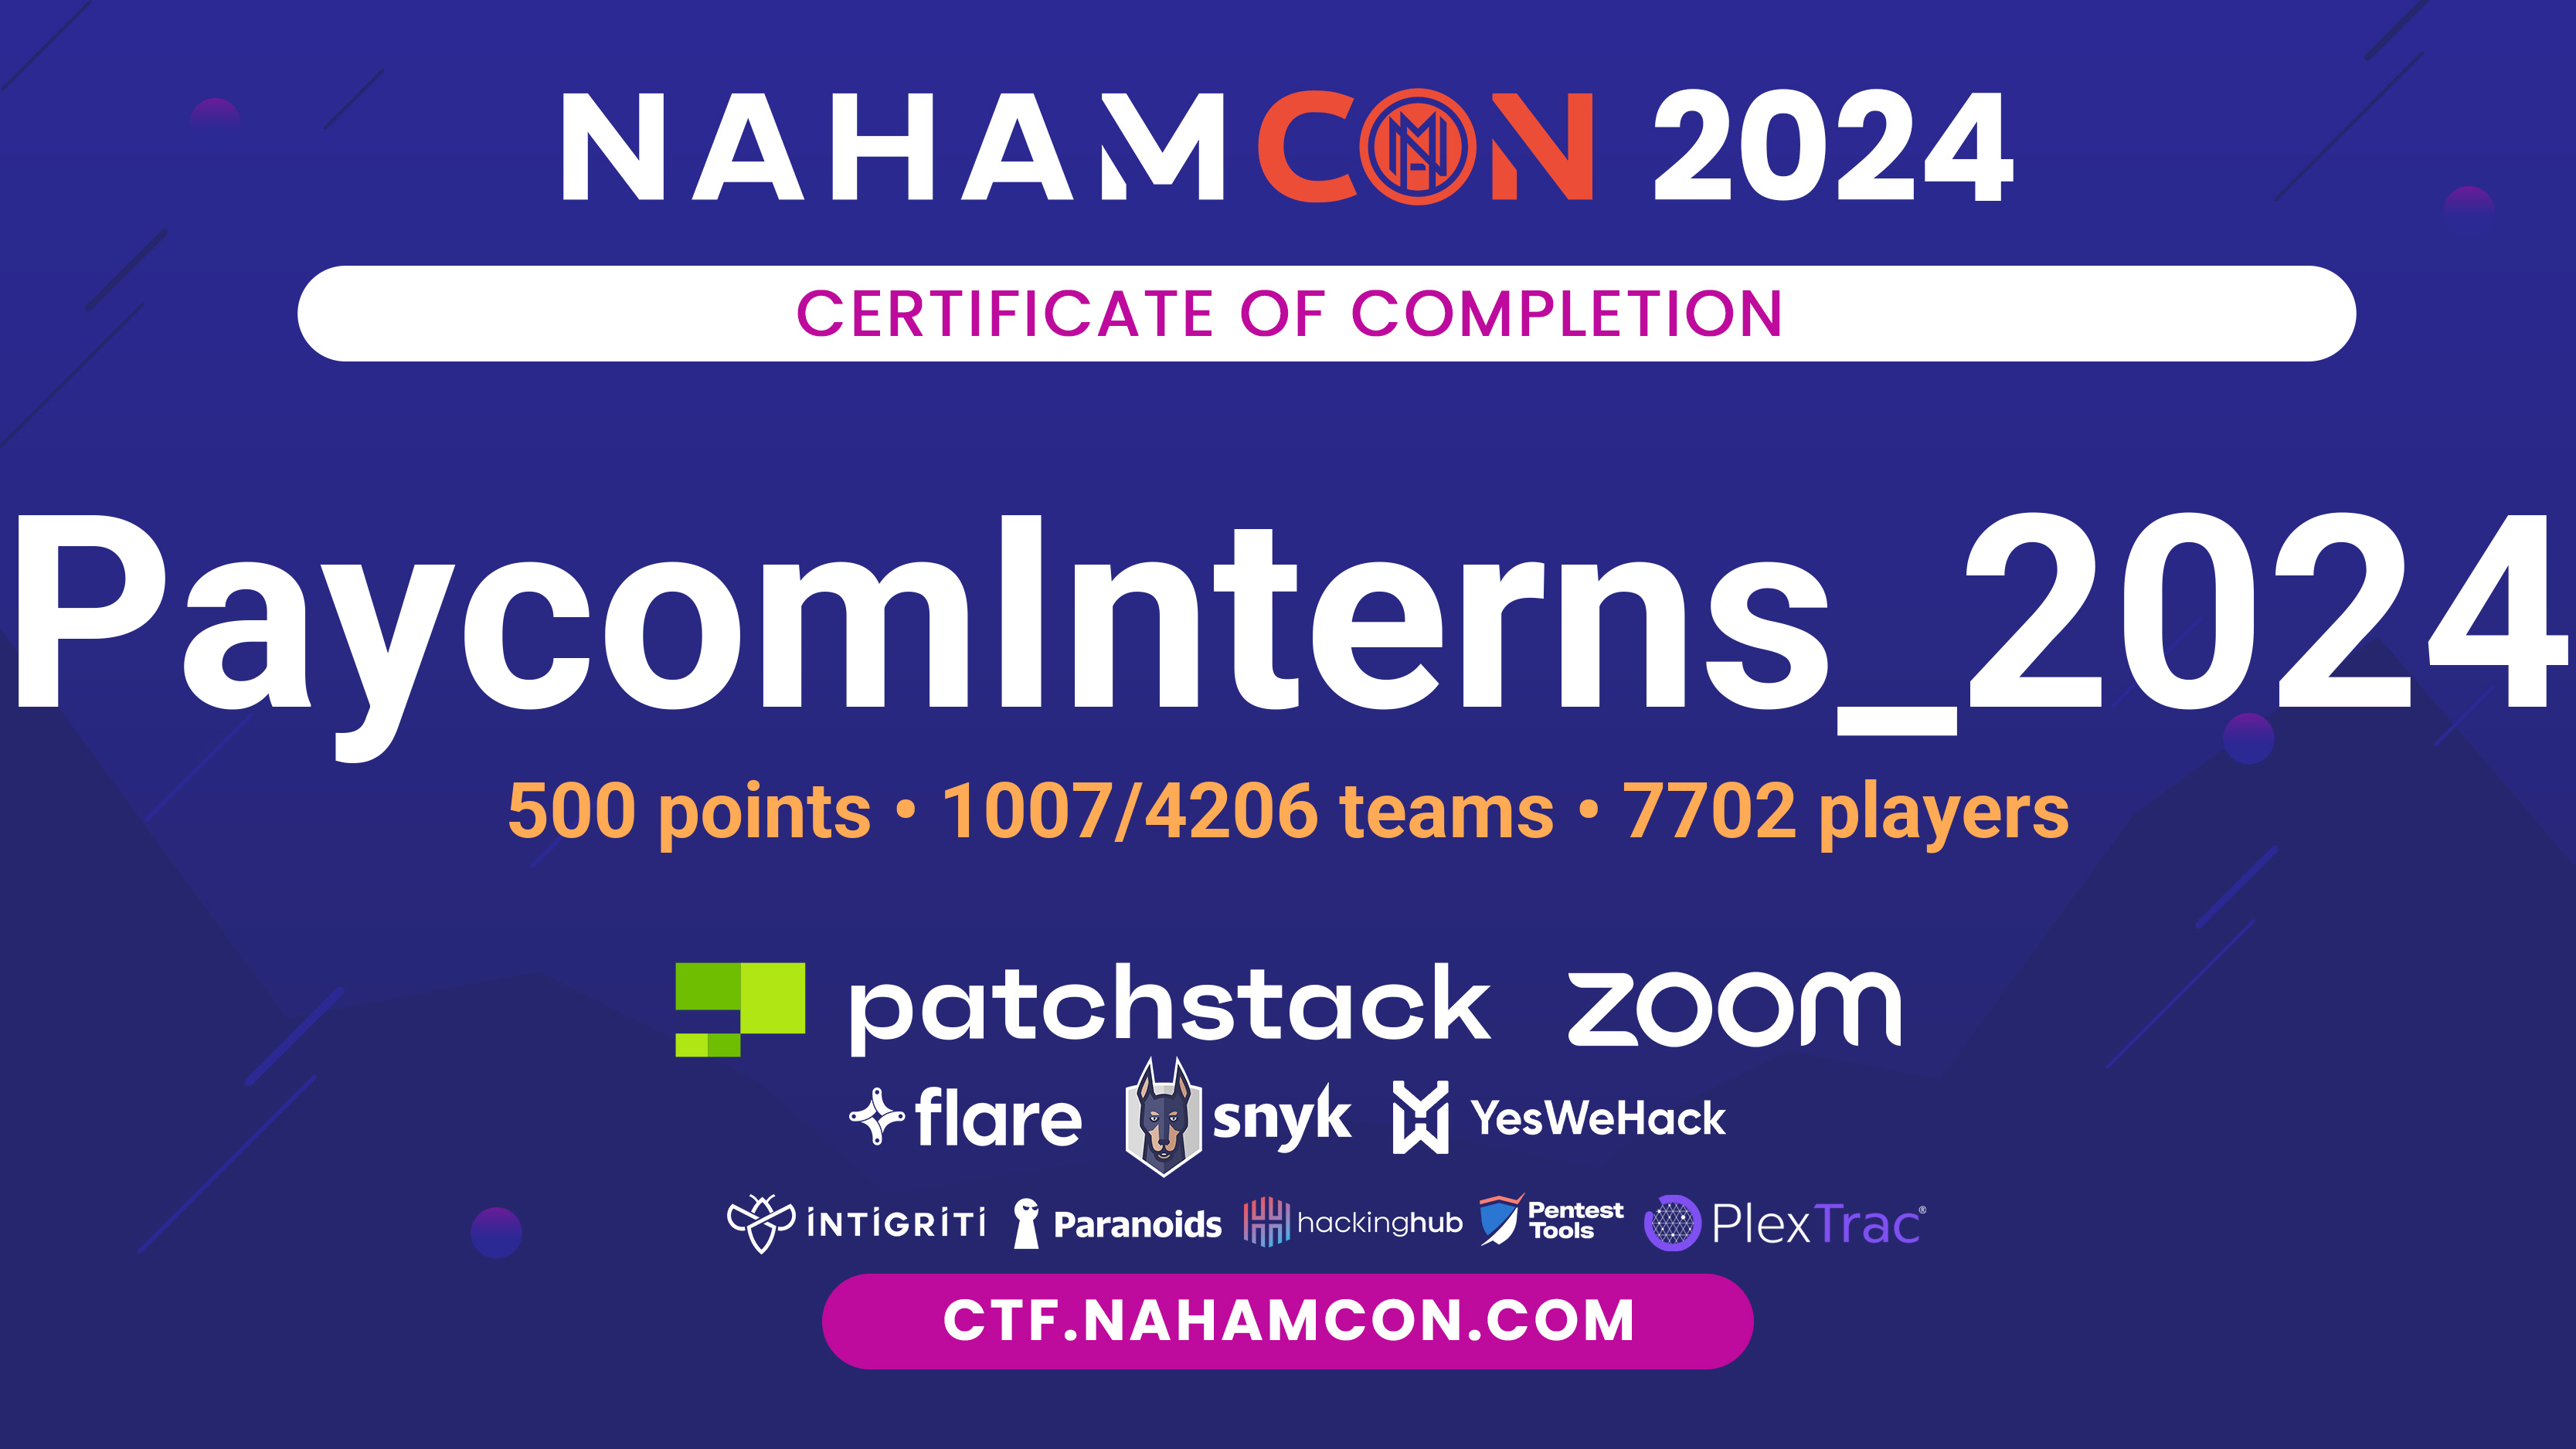 NAHAMCON 2024
CERTIFICATE OF COMPLETION
PaycomInterns_2024
500 points • 1007/4206 teams • 7702 players
patchstack zoom
flare snyk YesWeHack
INTIGRITI Paranoids hackinghub Pentest Tools PlexTrac®
CTF.NAHAMCON.COM